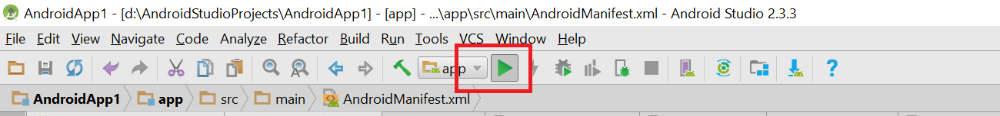 AndroidApp1 - [d:\AndroidStudioProjects\AndroidApp1] - [app] - ...\app\src\main\AndroidManifest.xml - Android Studio 2.3.3
File Edit View Navigate Code Analyze Refactor Build Run Tools VCS Window Help
app
AndroidApp1 app src main AndroidManifest.xml